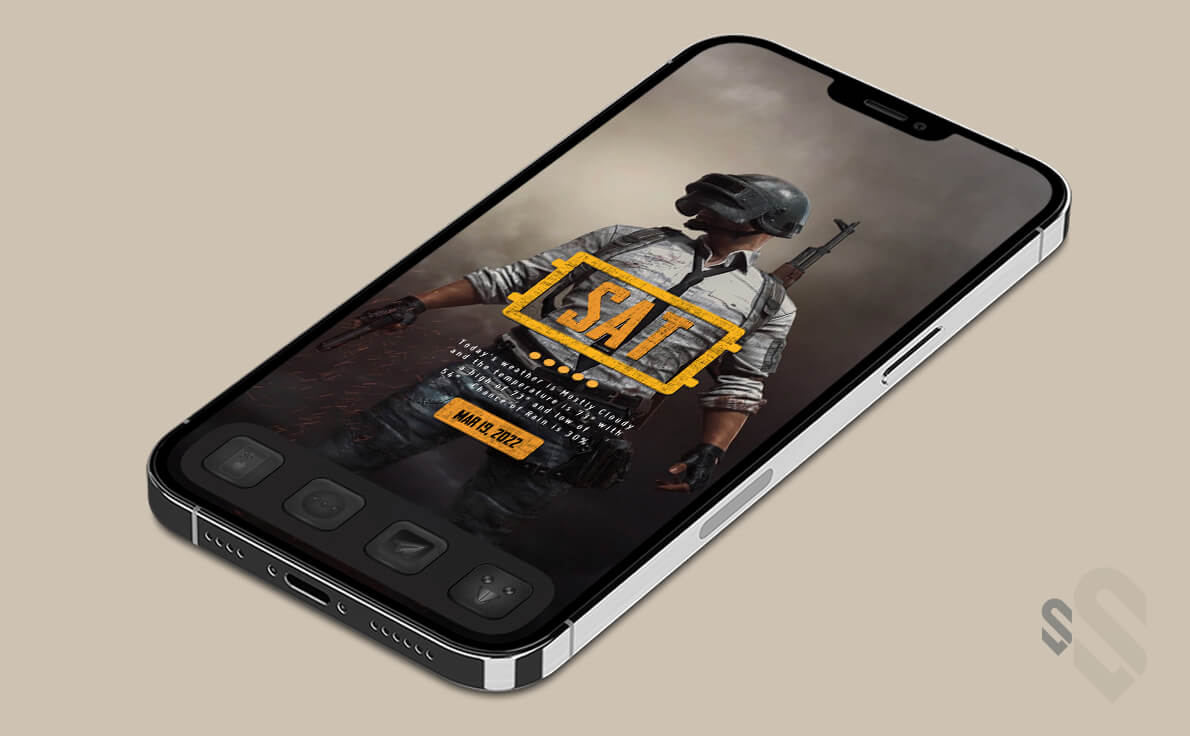 SAT
Today's weather is Mostly Cloudy
and the temperature is 73° with
a high of 73° and low of
54°. Chance of Rain is 30%.
MAR 19, 2022